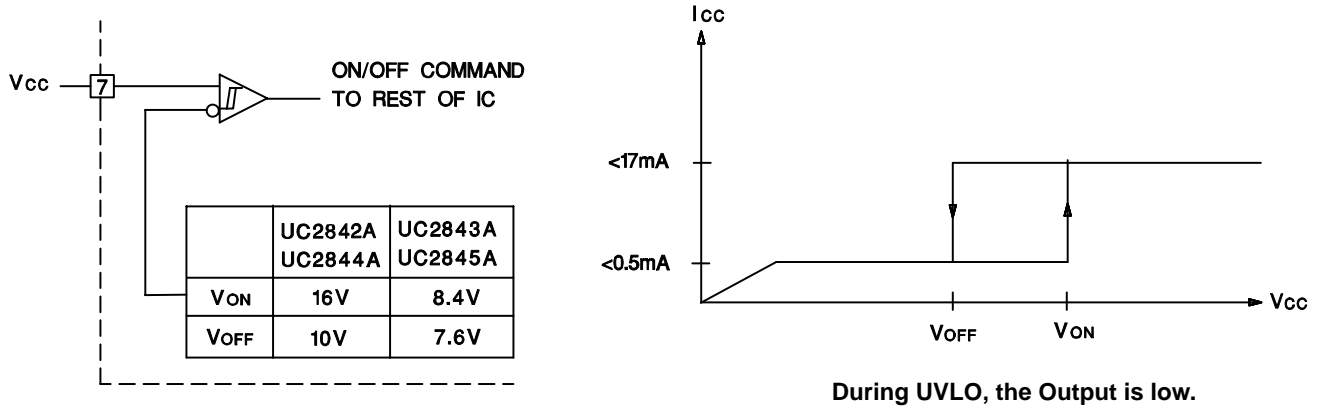 Vcc
7
ON/OFF COMMAND
TO REST OF IC
UC2842A UC2843A
UC2844A UC2845A
VON 16V 8.4V
VOFF 10V 7.6V
Icc
<17mA
<0.5mA
VOFF
VON
Vcc
During UVLO, the Output is low.